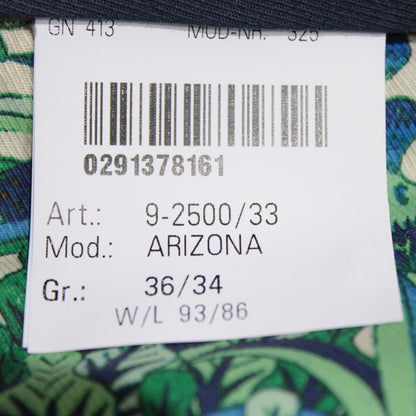 GN 413 MOD-NR. 325
0291378161
Art.: 9-2500/33
Mod.: ARIZONA
Gr.: 36/34
W/L 93/86